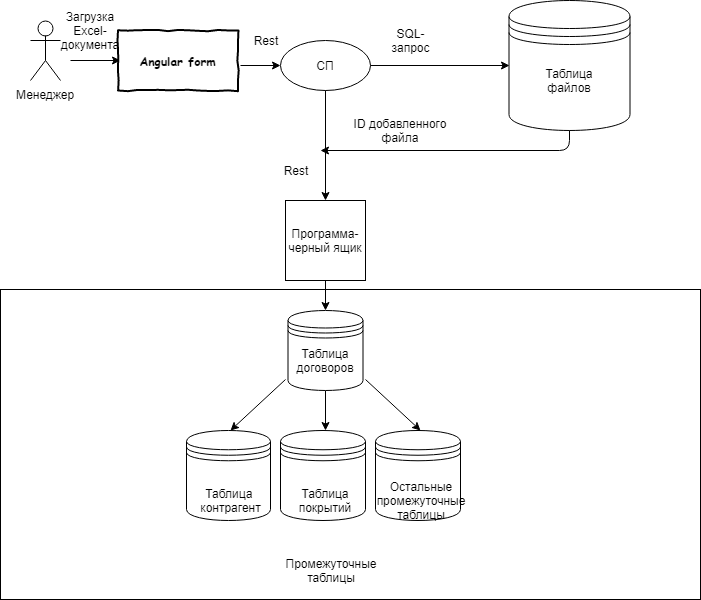 Загрузка
Excel-
документа
Менеджер
Angular form
Rest
СП
SQL-
запрос
Таблица
файлов
ID добавленного
файла
Rest
Программа-
черный ящик
Таблица
договоров
Таблица
контрагент
Таблица
покрытий
Остальные
промежуточные
таблицы
Промежуточные
таблицы